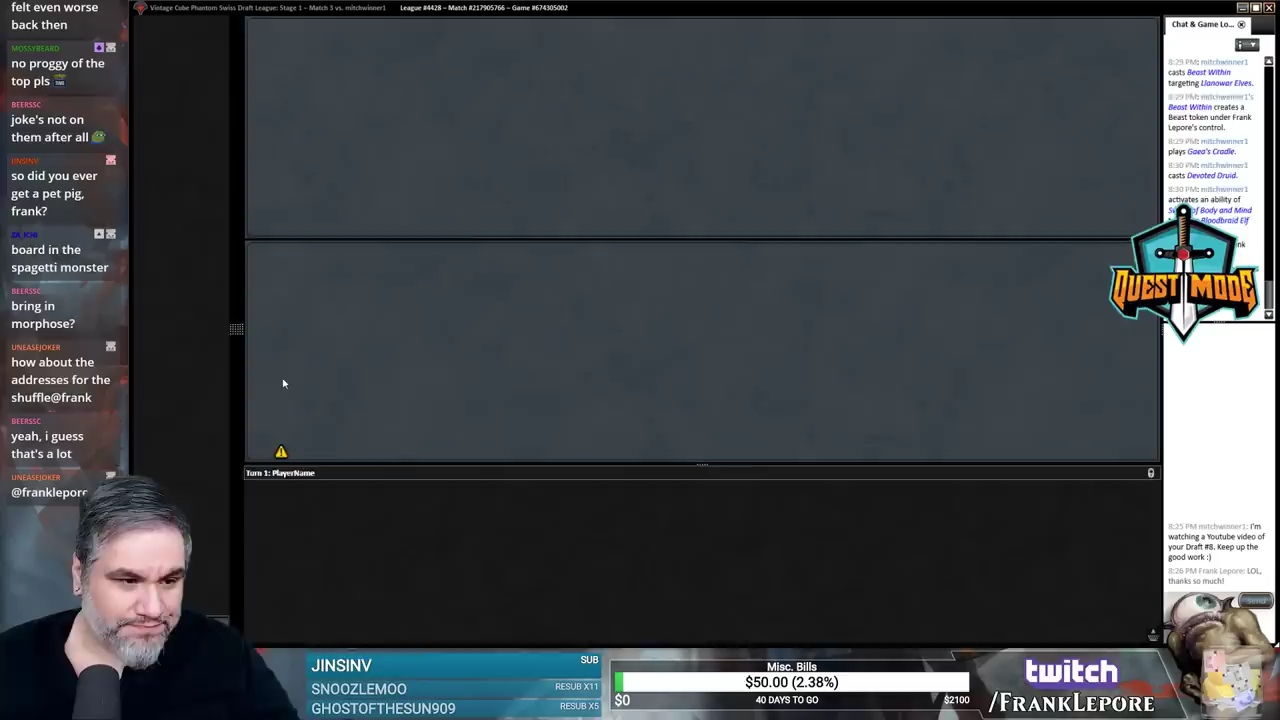 Vintage Cube Phantom Swiss Draft League: Stage 1 – Match 3 vs. mitchwinner1 League #4428 – Match #217905766 – Game #674305002
felt even worse
back then
MOSSYBEARD
no proggy of the
top pls
BEERSSC
joke's not on
them after all
JINSINV
so did you ever
get a pet pig,
frank?
board in the
spagetti monster
BEERSSC
bring in
morphose?
UNEASEJOKER
how about the
addresses for the
shuffle@frank
BEERSSC
yeah, i guess
that's a lot
UNEASEJOKER
@franklepore
Turn 1: PlayerName
Chat & Game Lo...
8:29 PM: mitchwinner1
casts Beast Within
targeting Llanowar Elves.
8:29 PM: mitchwinner1's
Beast Within creates a
Beast token under Frank
Lepore's control.
8:29 PM: mitchwinner1
plays Gaea's Cradle.
8:30 PM: mitchwinner1
casts Devoted Druid.
8:30 PM: mitchwinner1
activates an ability of
of Body and Mind
Bloodbraid Elf
QUEST MODE
8:25 PM mitchwinner1: I'm
watching a Youtube video of
your Draft #8. Keep up the
good work :)
8:26 PM Frank Lepore: LOL,
thanks so much!
Send
JINSINV SUB
SNOOZLEMOO RESUB X11
GHOSTOFTHESUN909 RESUB X5
Misc. Bills
$50.00 (2.38%)
$0 40 DAYS TO GO $2100
twitch
/FRANKLEPORE